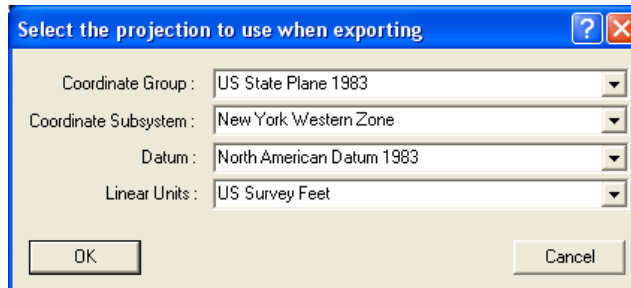 Select the projection to use when exporting
Coordinate Group : US State Plane 1983
Coordinate Subsystem : New York Western Zone
Datum : North American Datum 1983
Linear Units : US Survey Feet
OK Cancel